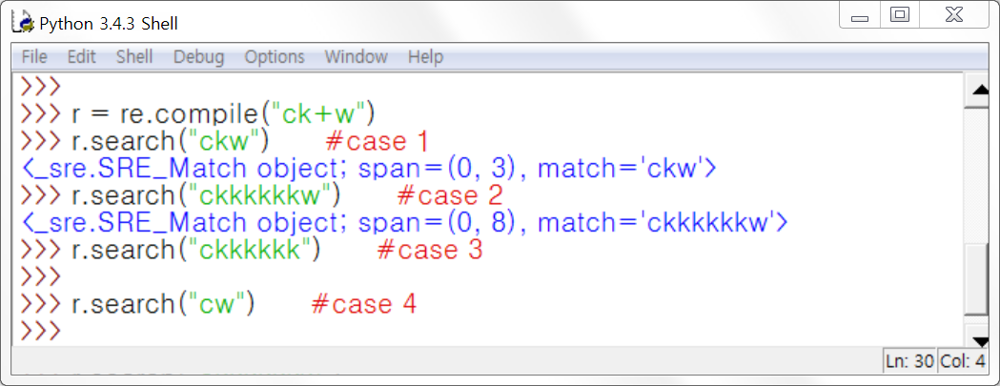 Python 3.4.3 Shell
File Edit Shell Debug Options Window Help
>>>
>>> r = re.compile("ck+w")
>>> r.search("ckw") #case 1
<_sre.SRE_Match object; span=(0, 3), match='ckw'>
>>> r.search("ckkkkkkw") #case 2
<_sre.SRE_Match object; span=(0, 8), match='ckkkkkkw'>
>>> r.search("ckkkkkk") #case 3
>>>
>>> r.search("cw") #case 4
>>>
Ln: 30 Col: 4